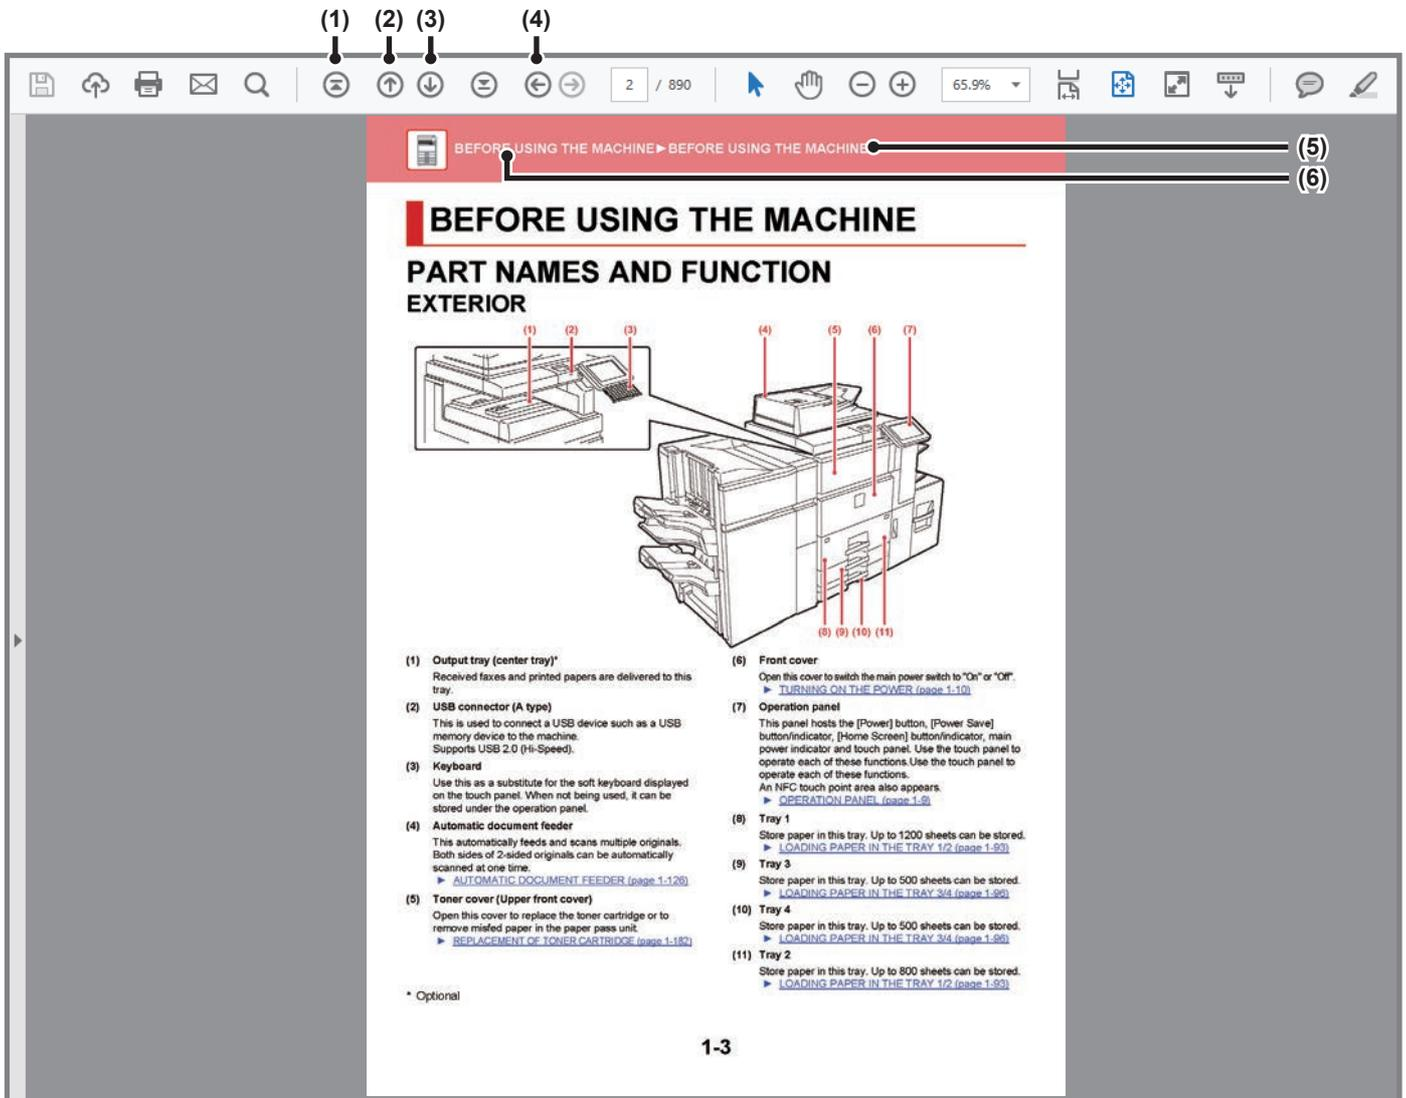 (1) (2) (3) (4)
2 / 890 65.9%
BEFORE USING THE MACHINE►BEFORE USING THE MACHINE
(5)
(6)
BEFORE USING THE MACHINE
PART NAMES AND FUNCTION
EXTERIOR
(1) (2) (3) (4) (5) (6) (7)
(8) (9) (10) (11)
(1) Output tray (center tray)*
Received faxes and printed papers are delivered to this
tray.
(2) USB connector (A type)
This is used to connect a USB device such as a USB
memory device to the machine.
Supports USB 2.0 (Hi-Speed).
(3) Keyboard
Use this as a substitute for the soft keyboard displayed
on the touch panel. When not being used, it can be
stored under the operation panel.
(4) Automatic document feeder
This automatically feeds and scans multiple originals.
Both sides of 2-sided originals can be automatically
scanned at one time.
► AUTOMATIC DOCUMENT FEEDER (page 1-126)
(5) Toner cover (Upper front cover)
Open this cover to replace the toner cartridge or to
remove misfed paper in the paper pass unit.
► REPLACEMENT OF TONER CARTRIDGE (page 1-182)
* Optional
(6) Front cover
Open this cover to switch the main power switch to "On" or "Off".
► TURNING ON THE POWER (page 1-10)
(7) Operation panel
This panel hosts the [Power] button, [Power Save]
button/indicator, [Home Screen] button/indicator, main
power indicator and touch panel. Use the touch panel to
operate each of these functions.Use the touch panel to
operate each of these functions.
An NFC touch point area also appears.
► OPERATION PANEL (page 1-9)
(8) Tray 1
Store paper in this tray. Up to 1200 sheets can be stored.
► LOADING PAPER IN THE TRAY 1/2 (page 1-93)
(9) Tray 3
Store paper in this tray. Up to 500 sheets can be stored.
► LOADING PAPER IN THE TRAY 3/4 (page 1-96)
(10) Tray 4
Store paper in this tray. Up to 500 sheets can be stored.
► LOADING PAPER IN THE TRAY 3/4 (page 1-96)
(11) Tray 2
Store paper in this tray. Up to 800 sheets can be stored.
► LOADING PAPER IN THE TRAY 1/2 (page 1-93)
1-3